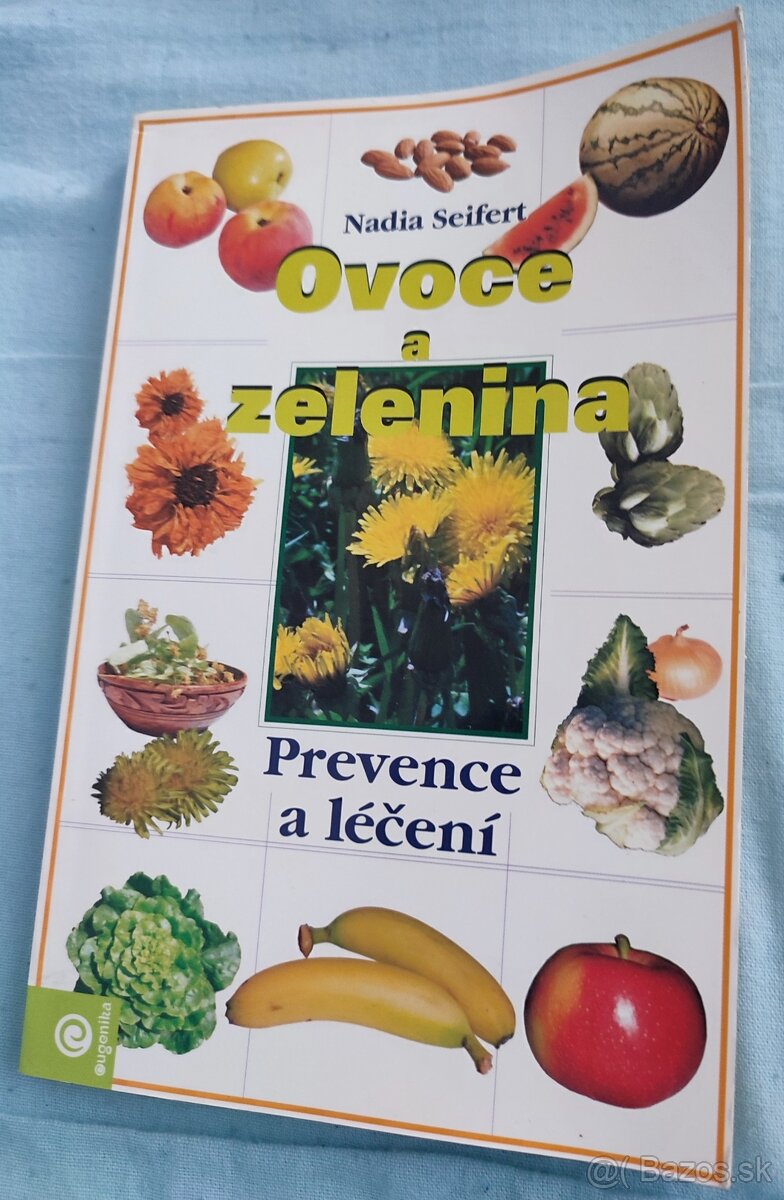 Nadia Seifert
Ovoce
a
zelenina
Prevence
a léčení
eugenika
@( Bazos.sk